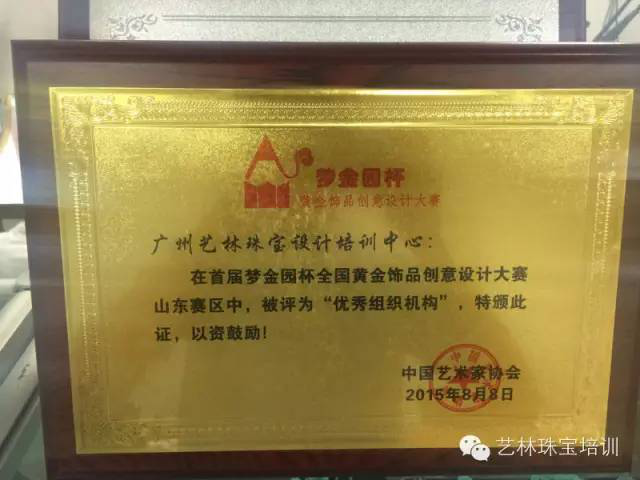 梦金园杯
黄金饰品创意设计大赛
广州艺林珠宝设计培训中心：
在首届梦金园杯全国黄金饰品创意设计大赛
山东赛区中，被评为“优秀组织机构”，特颁此
证，以资鼓励！
中国艺术家协会
2015年8月8日
艺林珠宝培训